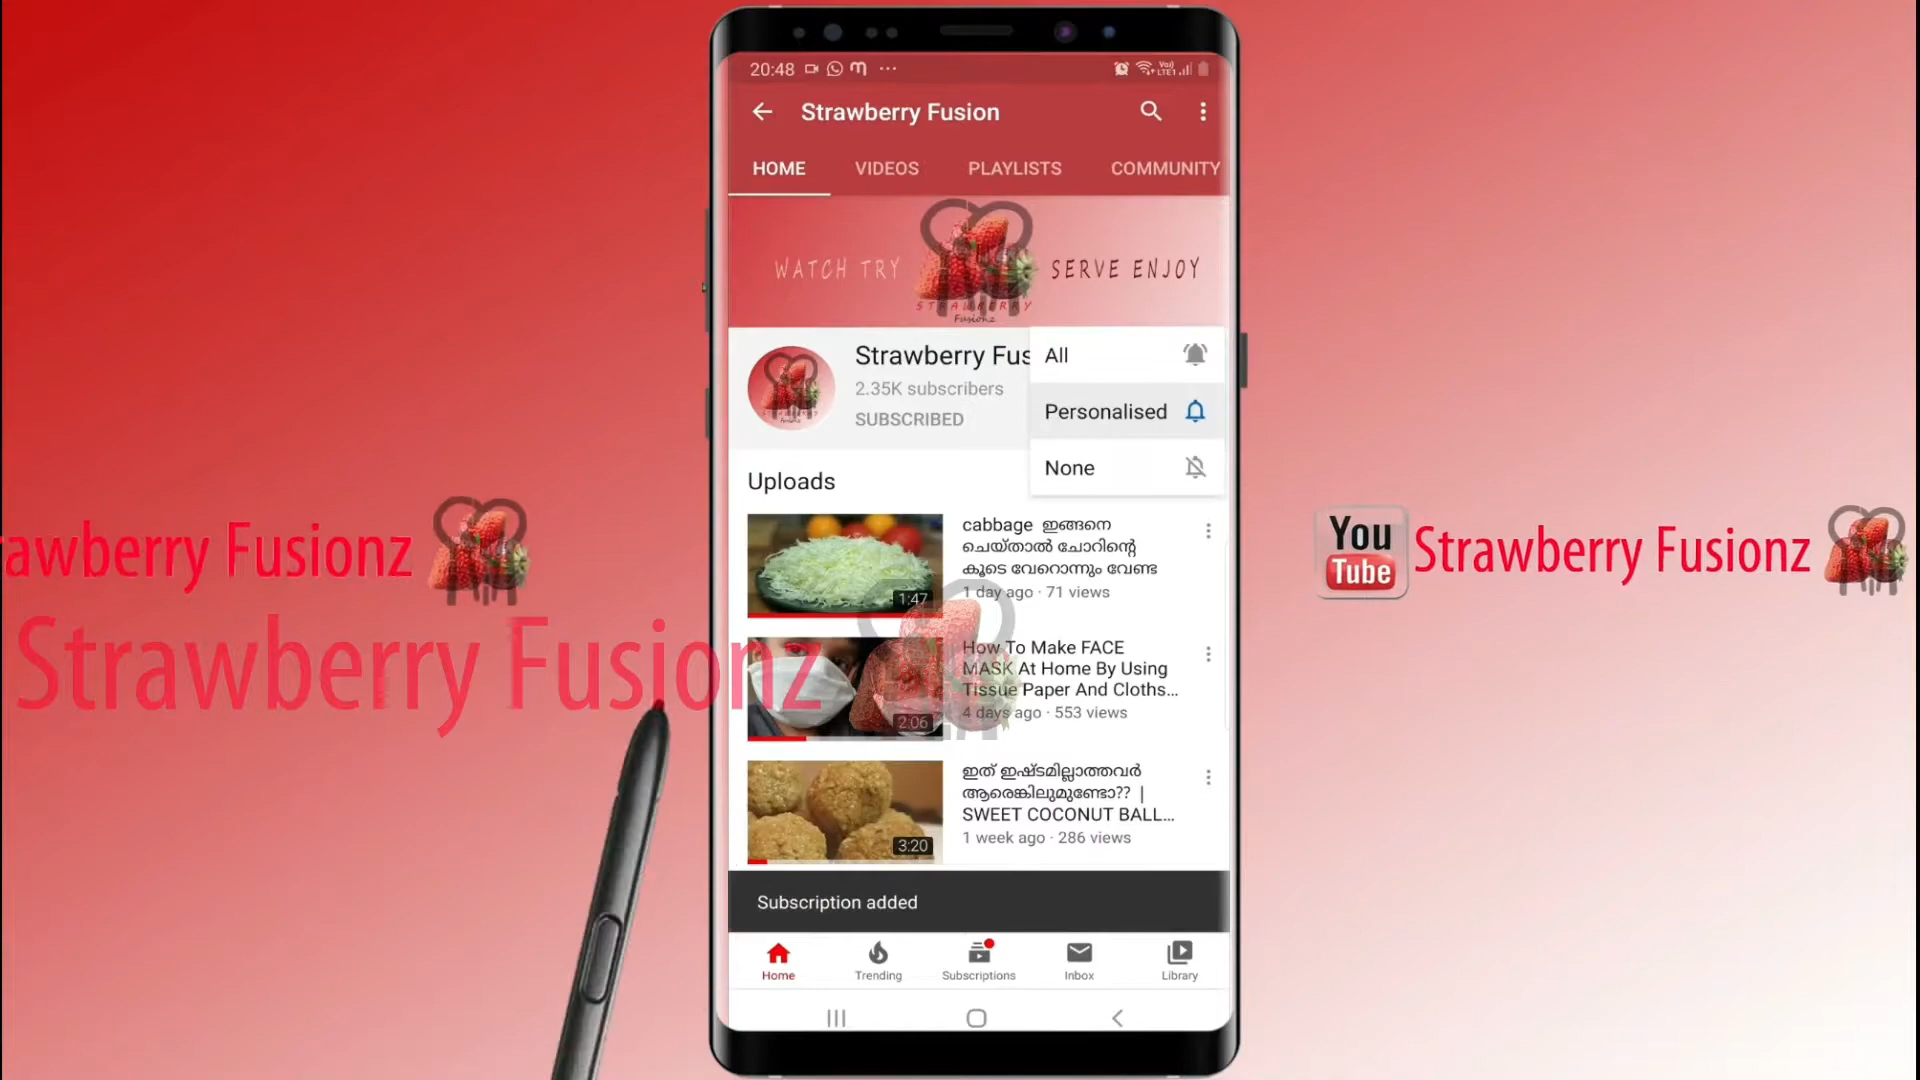 20:48
Strawberry Fusion
HOME VIDEOS PLAYLISTS COMMUNITY
WATCH TRY SERVE ENJOY
STRAWBERRY
Fusionz
Strawberry Fus
2.35K subscribers
SUBSCRIBED
All
Personalised
None
Uploads
cabbage ഇങ്ങനെ
ചെയ്താൽ ചോറിന്റെ
കൂടെ വേറൊന്നും വേണ്ട
1 day ago · 71 views
1:47
How To Make FACE
MASK At Home By Using
Tissue Paper And Cloths...
4 days ago · 553 views
2:06
ഇത് ഇഷ്ടമില്ലാത്തവർ
ആരെങ്കിലുമുണ്ടോ?? |
SWEET COCONUT BALL...
1 week ago · 286 views
3:20
Subscription added
Home Trending Subscriptions Inbox Library
rawberry Fusionz
Strawberry Fusionz
You
Tube
Strawberry Fusionz